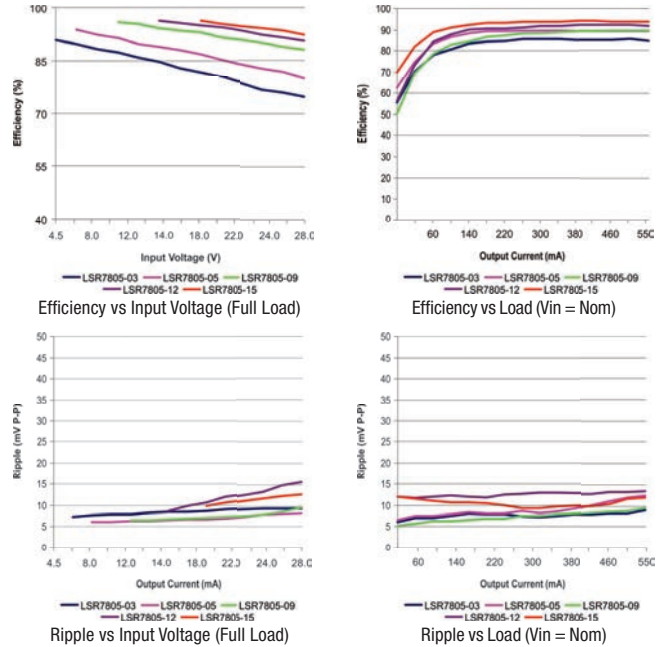 100
85
70
55
40
Efficiency (%)
4.5 8.0 12.0 14.0 18.0 22.0 24.0 28.0
Input Voltage (V)
LSR7805-03 LSR7805-05 LSR7805-09
LSR7805-12 LSR7805-15
Efficiency vs Input Voltage (Full Load)
100
90
80
70
60
50
40
30
20
10
0
Efficiency (%)
60 140 220 300 380 460 550
Output Current (mA)
LSR7805-03 LSR7805-05 LSR7805-09
LSR7805-12 LSR7805-15
Efficiency vs Load (Vin = Nom)
50
45
40
35
30
25
20
15
10
5
0
Ripple (mV P-P)
4.5 8.0 12.0 14.0 18.0 22.0 24.0 28.0
Output Current (mA)
LSR7805-03 LSR7805-05 LSR7805-09
LSR7805-12 LSR7805-15
Ripple vs Input Voltage (Full Load)
50
45
40
35
30
25
20
15
10
5
0
Ripple (mV P-P)
60 140 220 300 380 460 550
Output Current (mA)
LSR7805-03 LSR7805-05 LSR7805-09
LSR7805-12 LSR7805-15
Ripple vs Load (Vin = Nom)